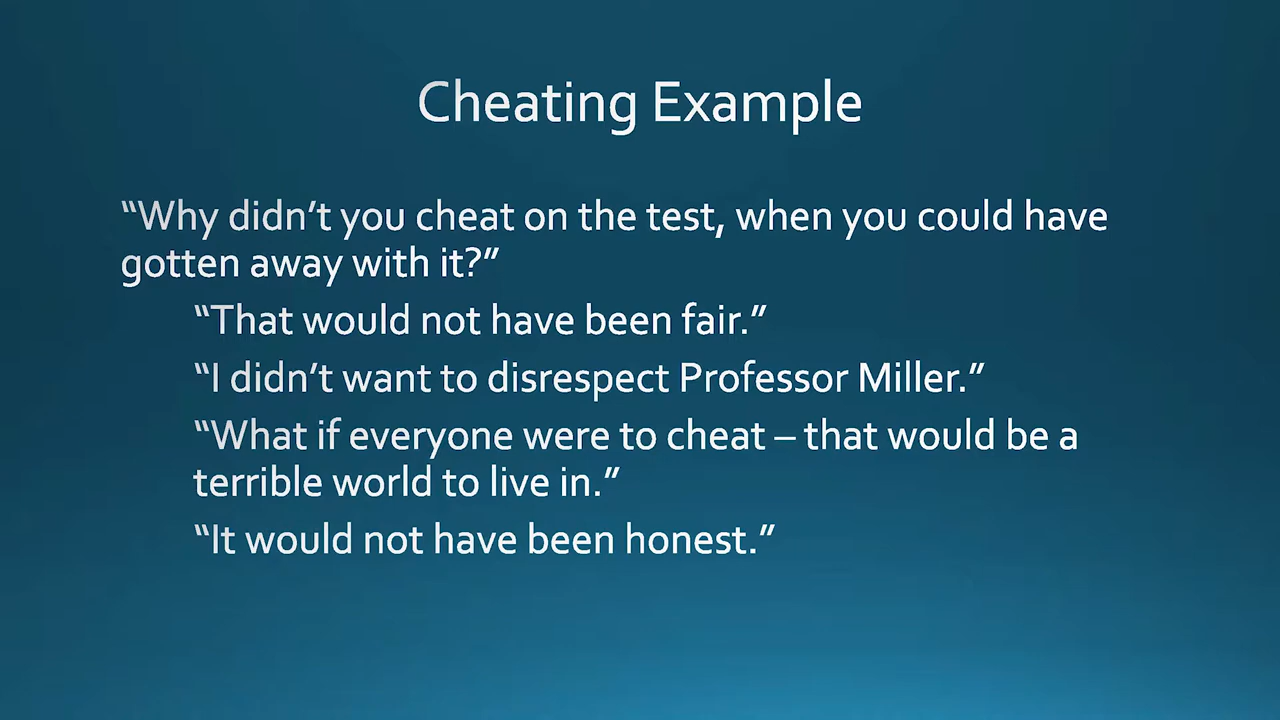 Cheating Example
“Why didn’t you cheat on the test, when you could have
gotten away with it?”
“That would not have been fair.”
“I didn’t want to disrespect Professor Miller.”
“What if everyone were to cheat – that would be a
terrible world to live in.”
“It would not have been honest.”